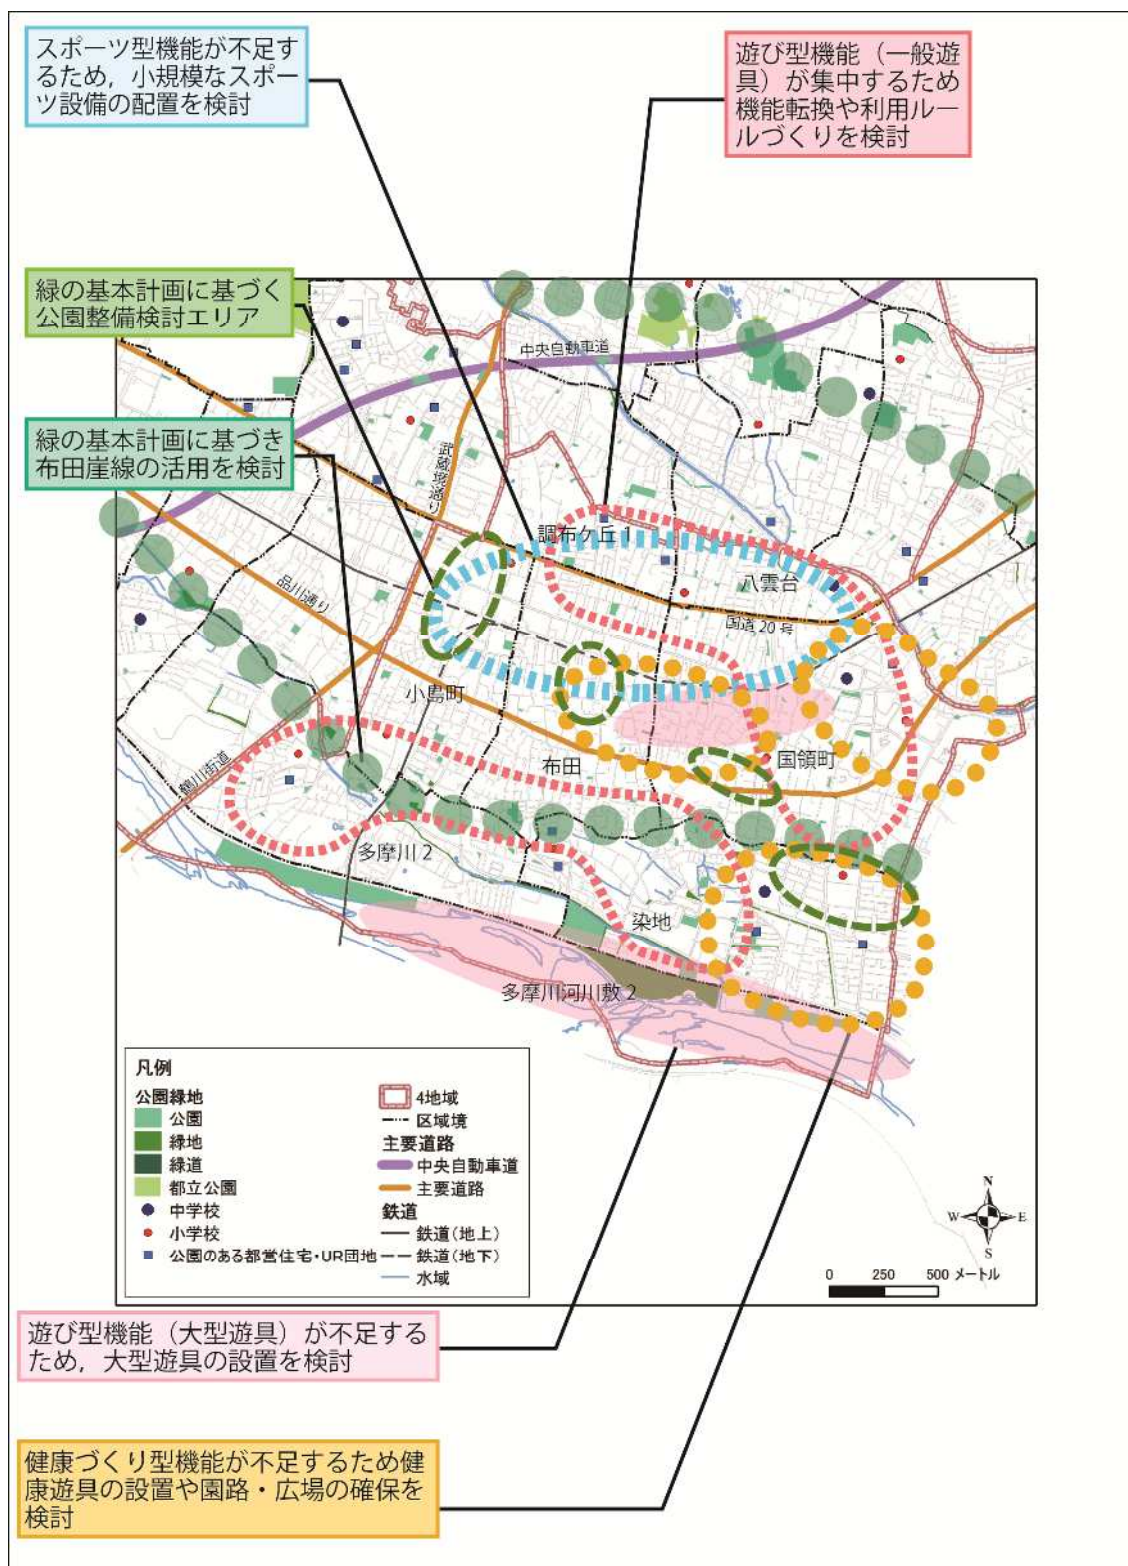 スポーツ型機能が不足す
るため，小規模なスポー
ツ設備の配置を検討
遊び型機能（一般遊
具）が集中するため
機能転換や利用ルー
ルづくりを検討
緑の基本計画に基づく
公園整備検討エリア
緑の基本計画に基づき
布田崖線の活用を検討
中央自動車道
武蔵境通り
調布ケ丘 1
八雲台
品川通り
国道 20 号
小島町
布田
国領町
鶴川街道
多摩川 2
染地
多摩川河川敷 2
凡例
公園緑地
公園
緑地
緑道
都立公園
中学校
小学校
公園のある都営住宅・UR団地
4地域
区域境
主要道路
中央自動車道
主要道路
鉄道
鉄道(地上)
鉄道(地下)
水域
N
W
E
S
0 250 500 メートル
遊び型機能（大型遊具）が不足する
ため，大型遊具の設置を検討
健康づくり型機能が不足するため健
康遊具の設置や園路・広場の確保を
検討